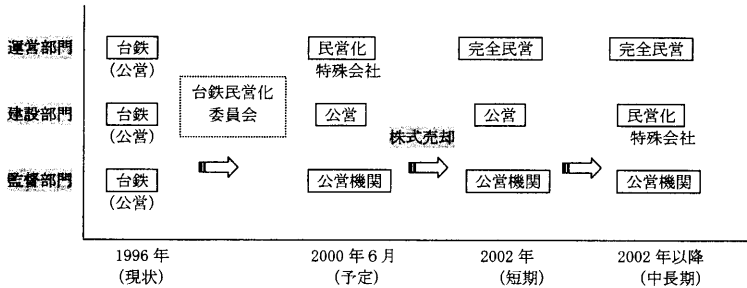 運営部門 台鉄 民営化 完全民営 完全民営
(公営) 特殊会社
台鉄民営化
委員会
建設部門 台鉄 公営 公営 民営化
(公営) 株式売却 特殊会社
監督部門 台鉄 公営機関 公営機関 公営機関
(公営)
1996年 2000年6月 2002年 2002年以降
(現状) (予定) (短期) (中長期)